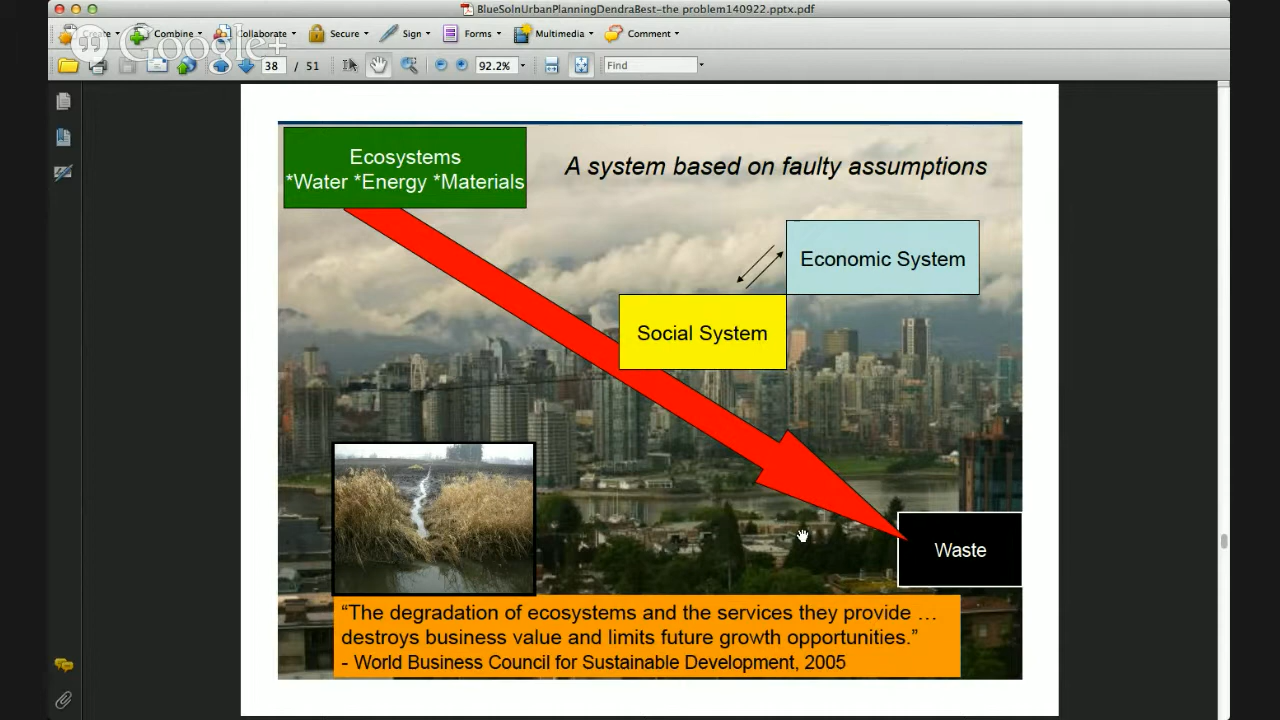 BlueSolnUrbanPlanningDendraBest-the problem140922.pptx.pdf
Create Combine Collaborate Secure Sign Forms Multimedia Comment
Google+
38 / 51 92.2% Find
Ecosystems
*Water *Energy *Materials
A system based on faulty assumptions
Economic System
Social System
Waste
“The degradation of ecosystems and the services they provide …
destroys business value and limits future growth opportunities.”
- World Business Council for Sustainable Development, 2005